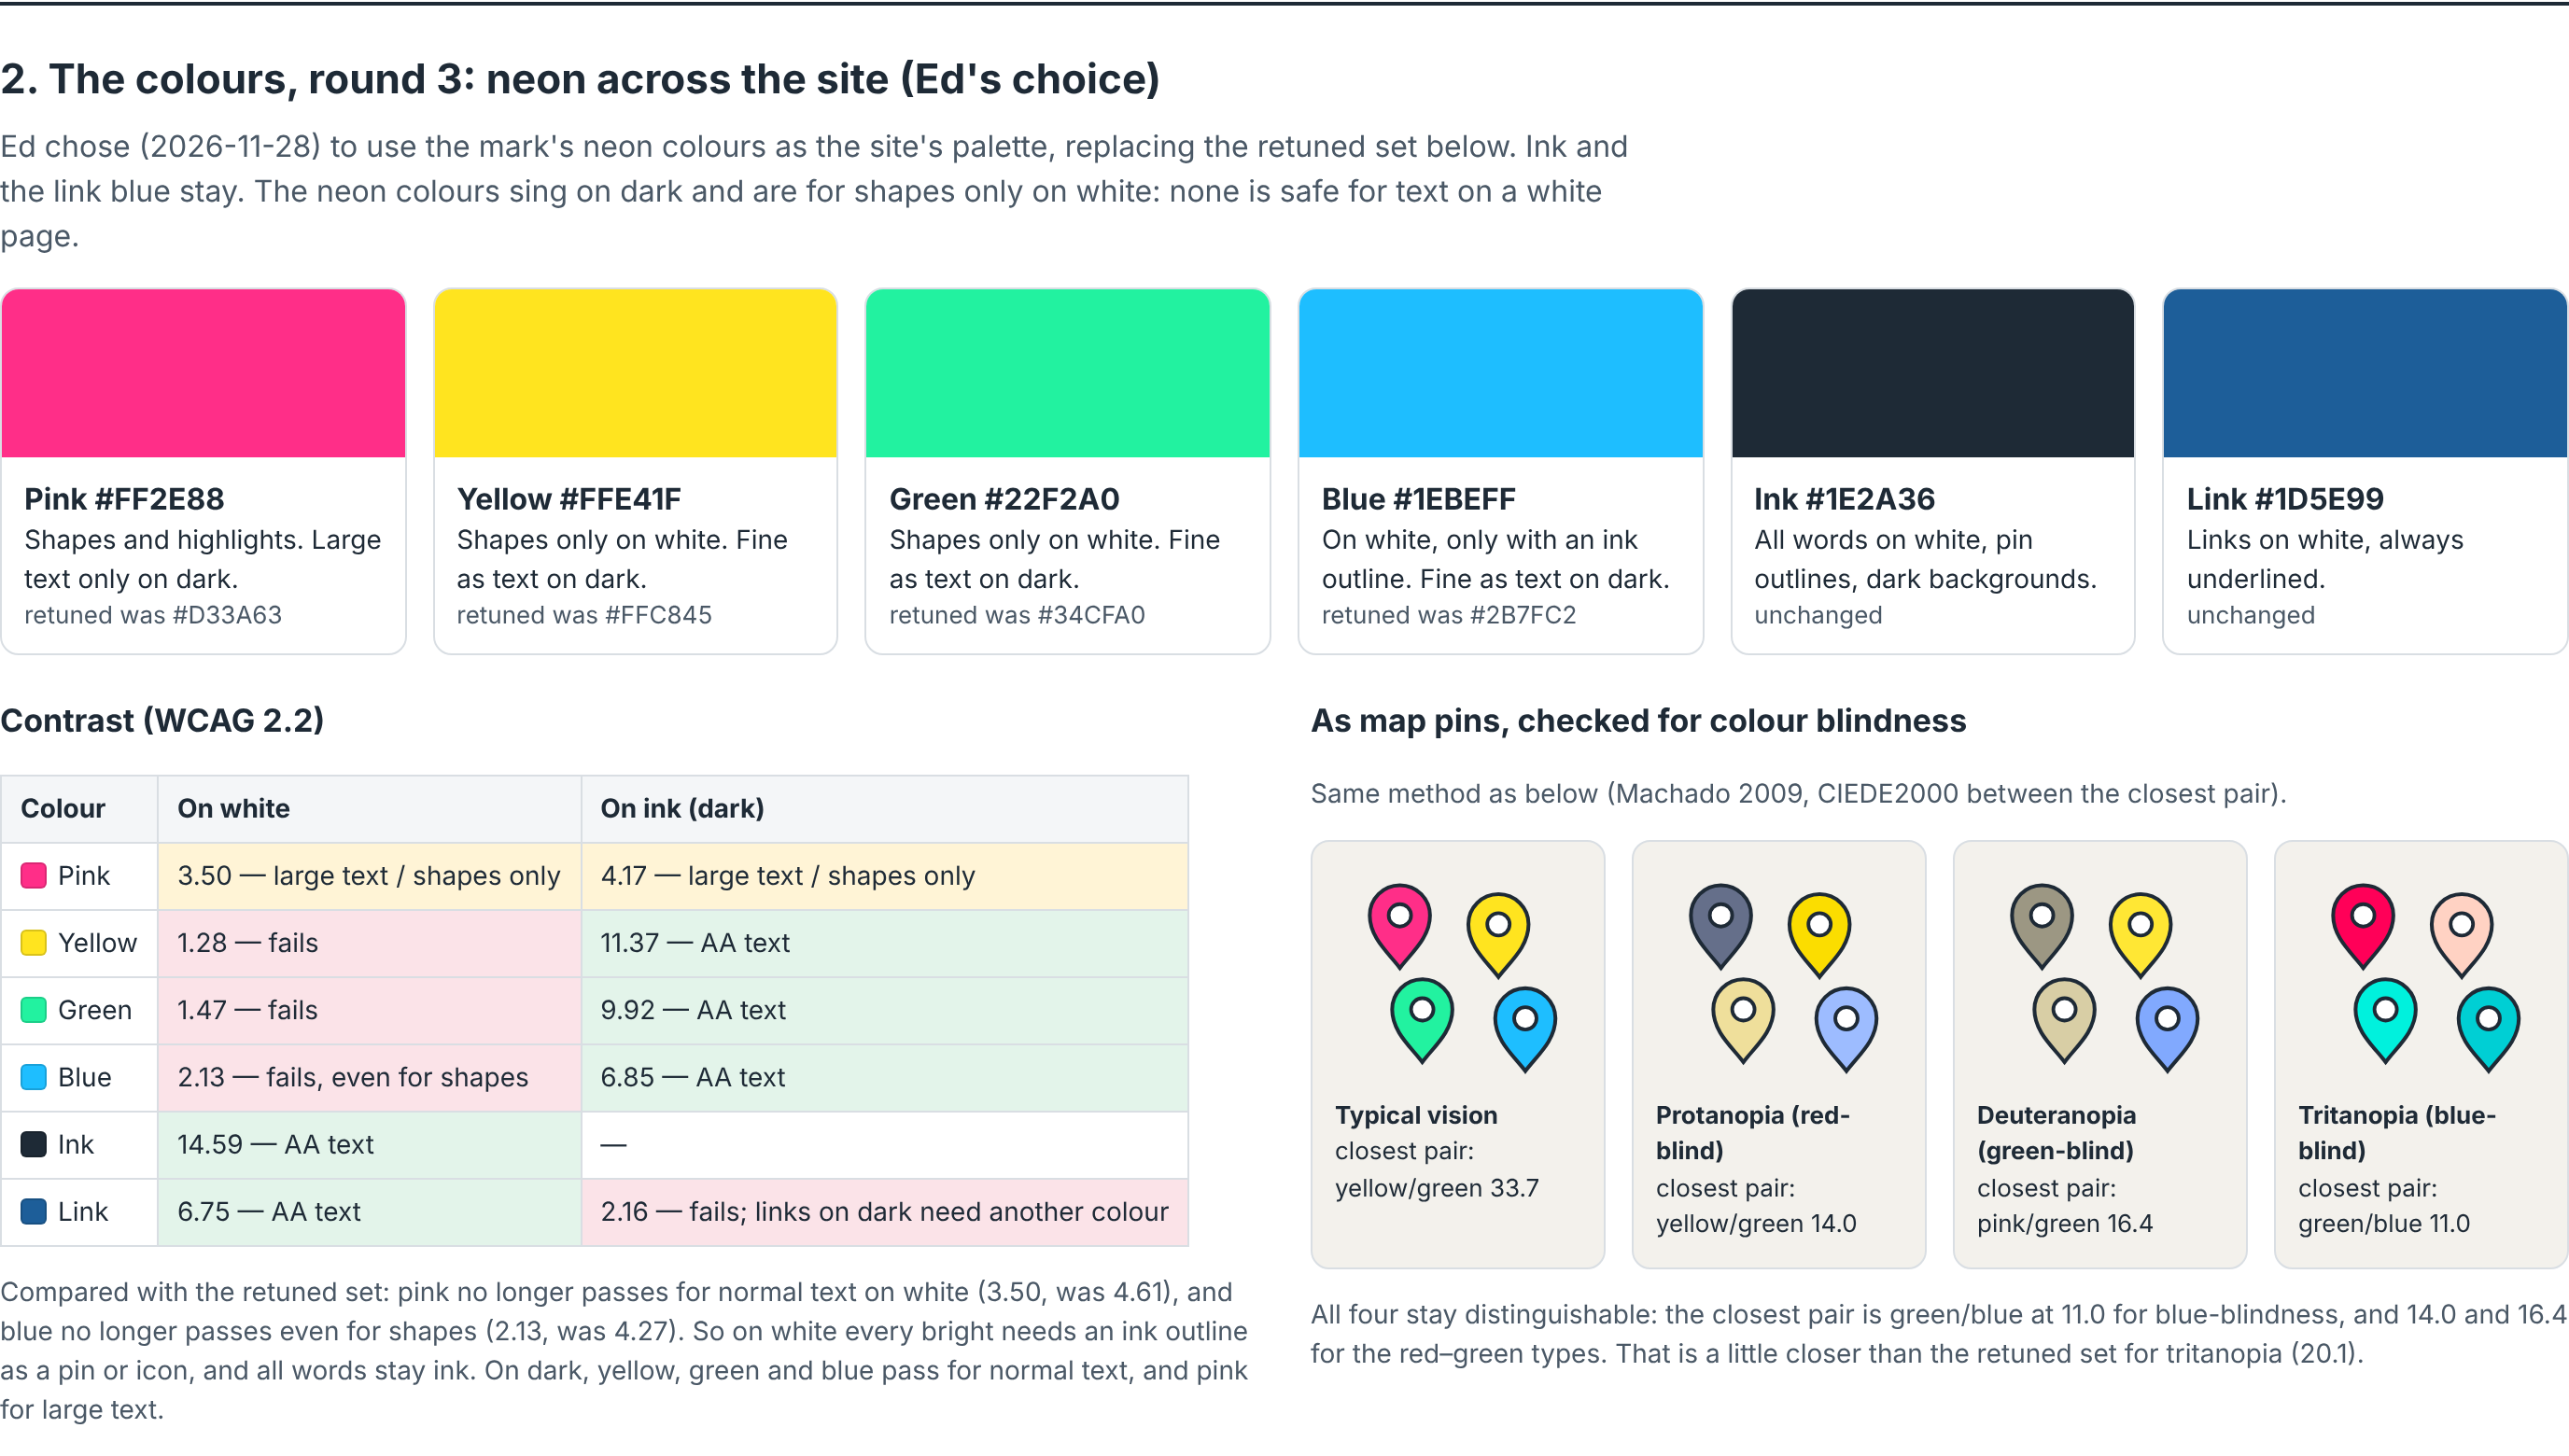 2. The colours, round 3: neon across the site (Ed's choice)
Ed chose (2026-11-28) to use the mark's neon colours as the site's palette, replacing the retuned set below. Ink and
the link blue stay. The neon colours sing on dark and are for shapes only on white: none is safe for text on a white
page.
Pink #FF2E88
Shapes and highlights. Large
text only on dark.
retuned was #D33A63
Yellow #FFE41F
Shapes only on white. Fine
as text on dark.
retuned was #FFC845
Green #22F2A0
Shapes only on white. Fine
as text on dark.
retuned was #34CFA0
Blue #1EBEFF
On white, only with an ink
outline. Fine as text on dark.
retuned was #2B7FC2
Ink #1E2A36
All words on white, pin
outlines, dark backgrounds.
unchanged
Link #1D5E99
Links on white, always
underlined.
unchanged
Contrast (WCAG 2.2)
Colour On white On ink (dark)
Pink 3.50 — large text / shapes only 4.17 — large text / shapes only
Yellow 1.28 — fails 11.37 — AA text
Green 1.47 — fails 9.92 — AA text
Blue 2.13 — fails, even for shapes 6.85 — AA text
Ink 14.59 — AA text —
Link 6.75 — AA text 2.16 — fails; links on dark need another colour
Compared with the retuned set: pink no longer passes for normal text on white (3.50, was 4.61), and
blue no longer passes even for shapes (2.13, was 4.27). So on white every bright needs an ink outline
as a pin or icon, and all words stay ink. On dark, yellow, green and blue pass for normal text, and pink
for large text.
As map pins, checked for colour blindness
Same method as below (Machado 2009, CIEDE2000 between the closest pair).
Typical vision
closest pair:
yellow/green 33.7
Protanopia (red-
blind)
closest pair:
yellow/green 14.0
Deuteranopia
(green-blind)
closest pair:
pink/green 16.4
Tritanopia (blue-
blind)
closest pair:
green/blue 11.0
All four stay distinguishable: the closest pair is green/blue at 11.0 for blue-blindness, and 14.0 and 16.4
for the red–green types. That is a little closer than the retuned set for tritanopia (20.1).